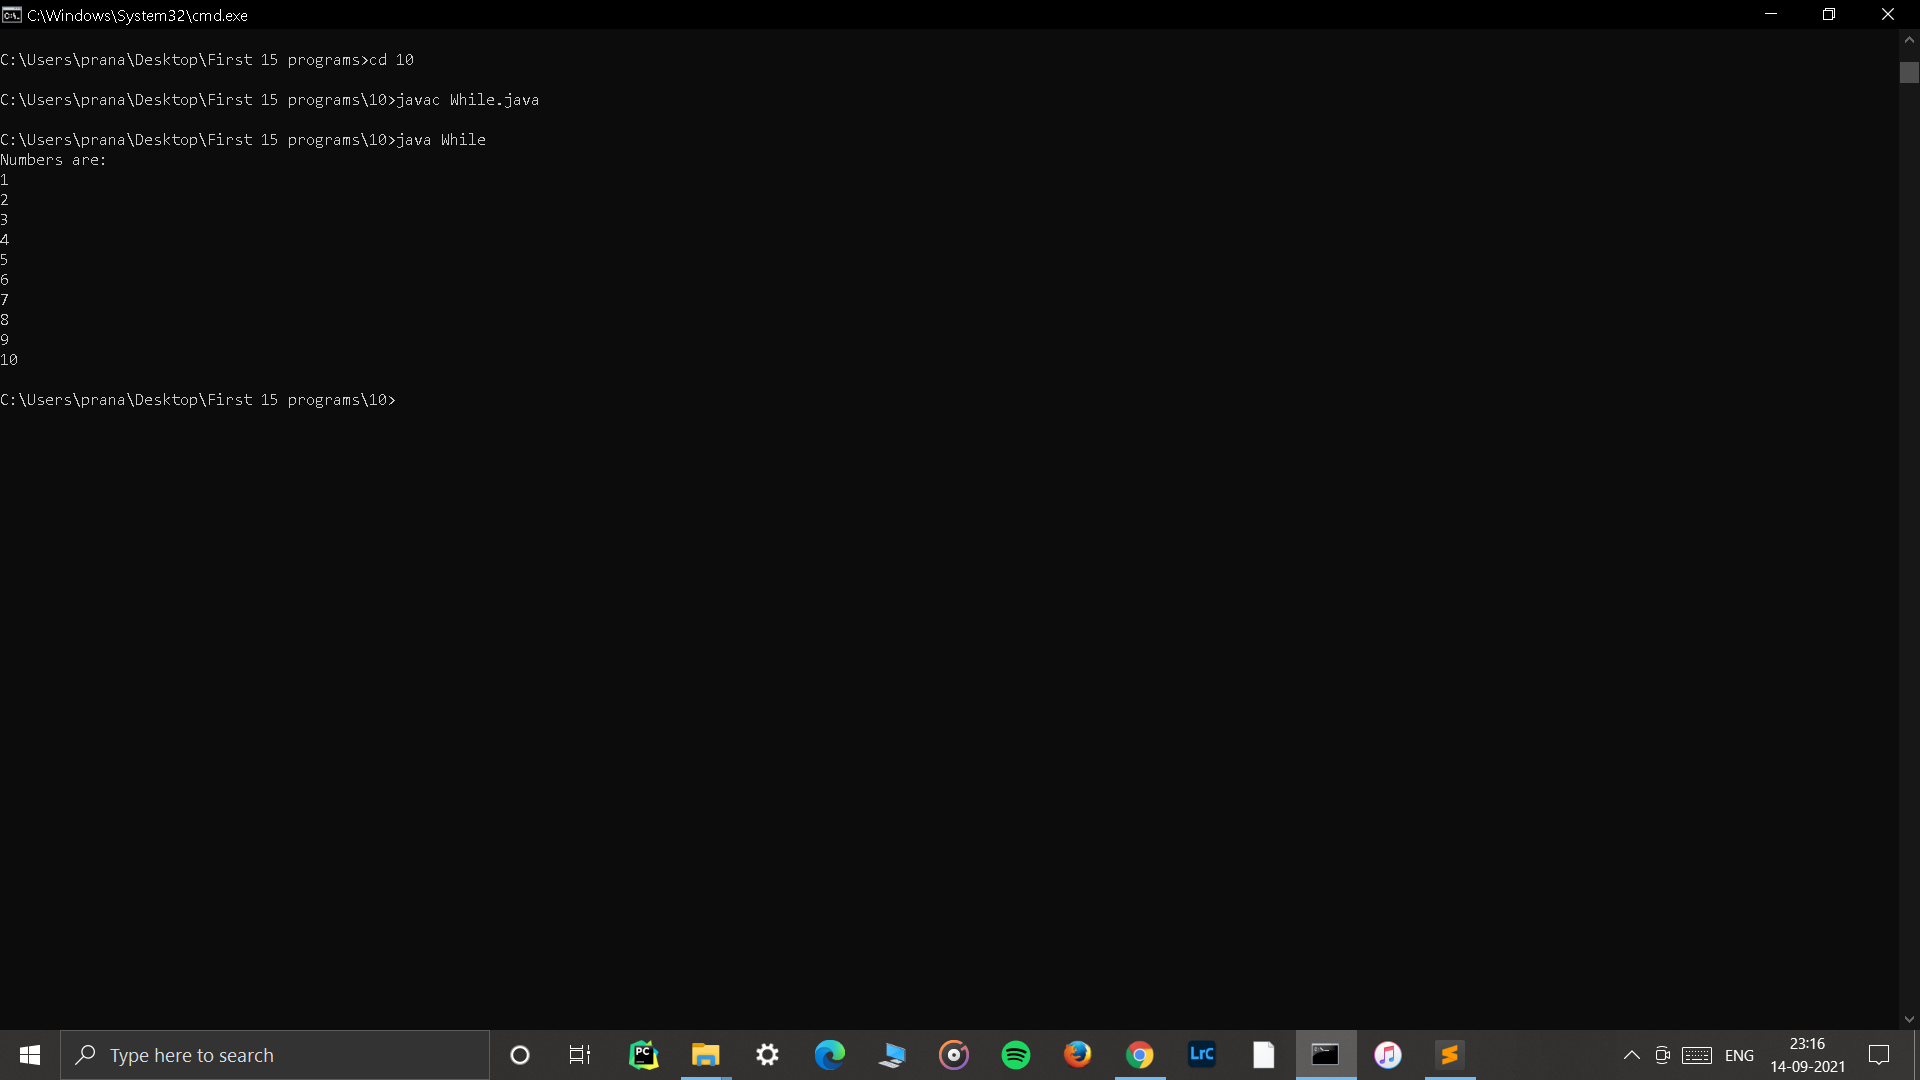 C:\Windows\System32\cmd.exe
C:\Users\prana\Desktop\First 15 programs>cd 10
C:\Users\prana\Desktop\First 15 programs\10>javac While.java
C:\Users\prana\Desktop\First 15 programs\10>java While
Numbers are:
1
2
3
4
5
6
7
8
9
10
C:\Users\prana\Desktop\First 15 programs\10>
Type here to search
PC
LrC
ENG
23:16
14-09-2021